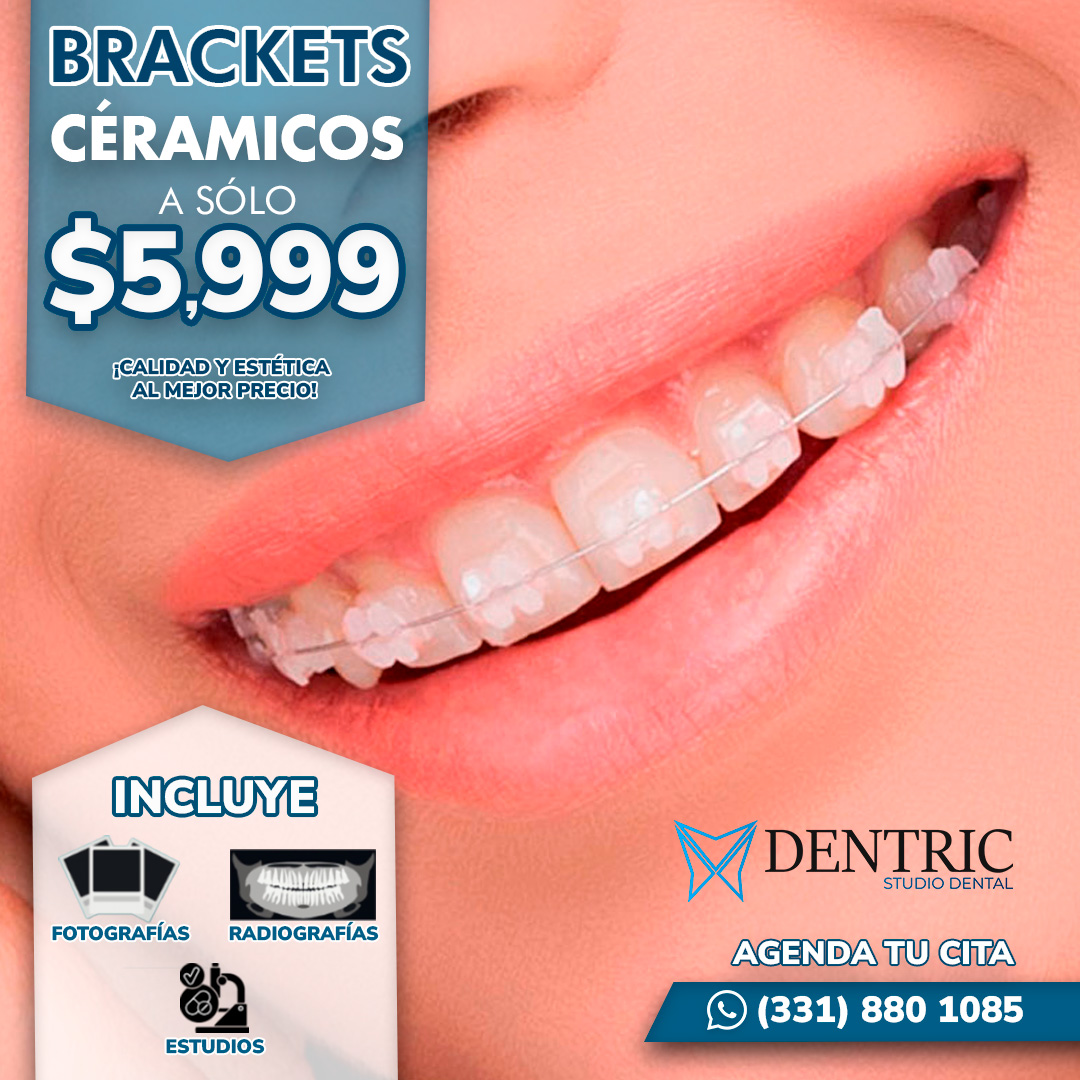 BRACKETS
CÉRAMICOS
A SÓLO
$5,999
¡CALIDAD Y ESTÉTICA
AL MEJOR PRECIO!
INCLUYE
FOTOGRAFÍAS
RADIOGRAFÍAS
ESTUDIOS
DENTRIC
STUDIO DENTAL
AGENDA TU CITA
(331) 880 1085